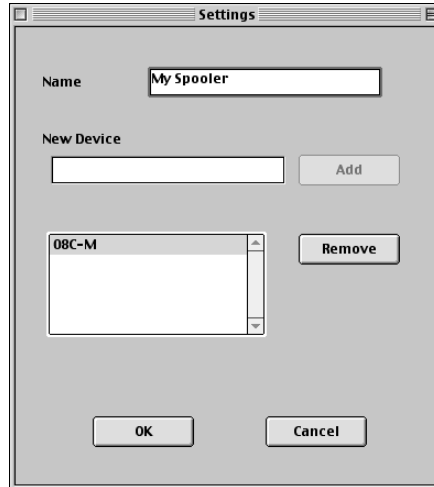 Settings
Name
My Spooler
New Device
Add
08C-M
Remove
OK
Cancel